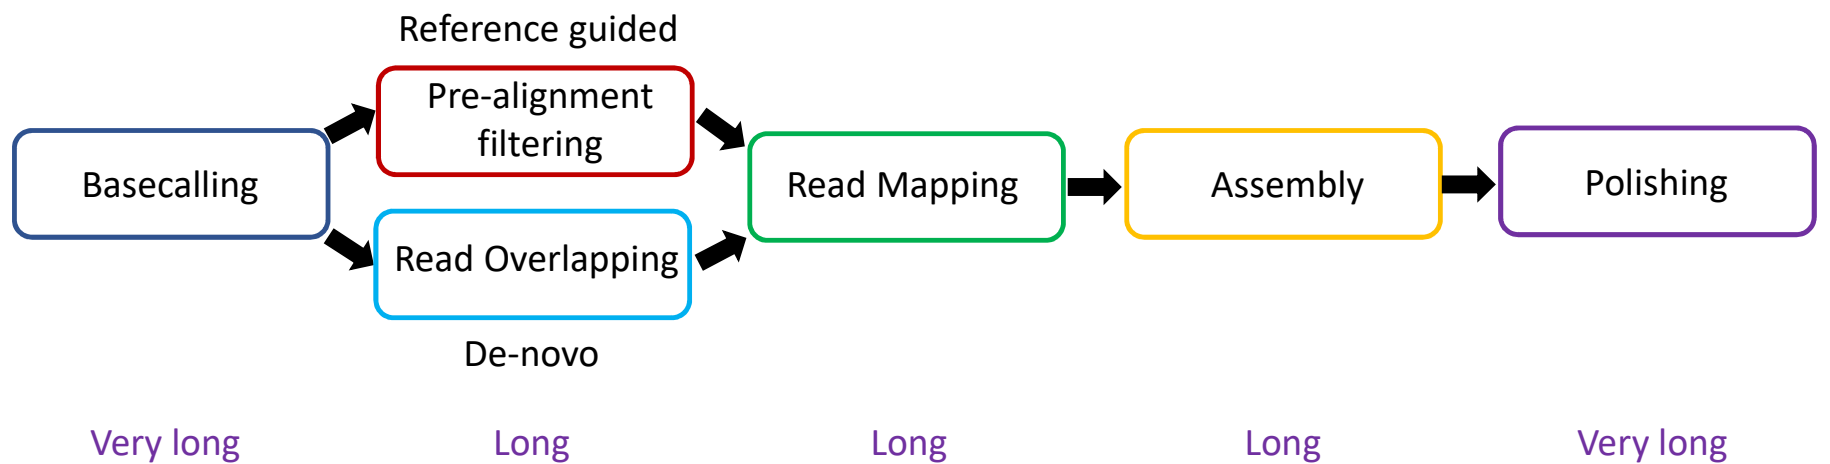 Reference guided
Pre-alignment
filtering
Basecalling
Read Overlapping
De-novo
Read Mapping
Assembly
Polishing
Very long
Long
Long
Long
Very long